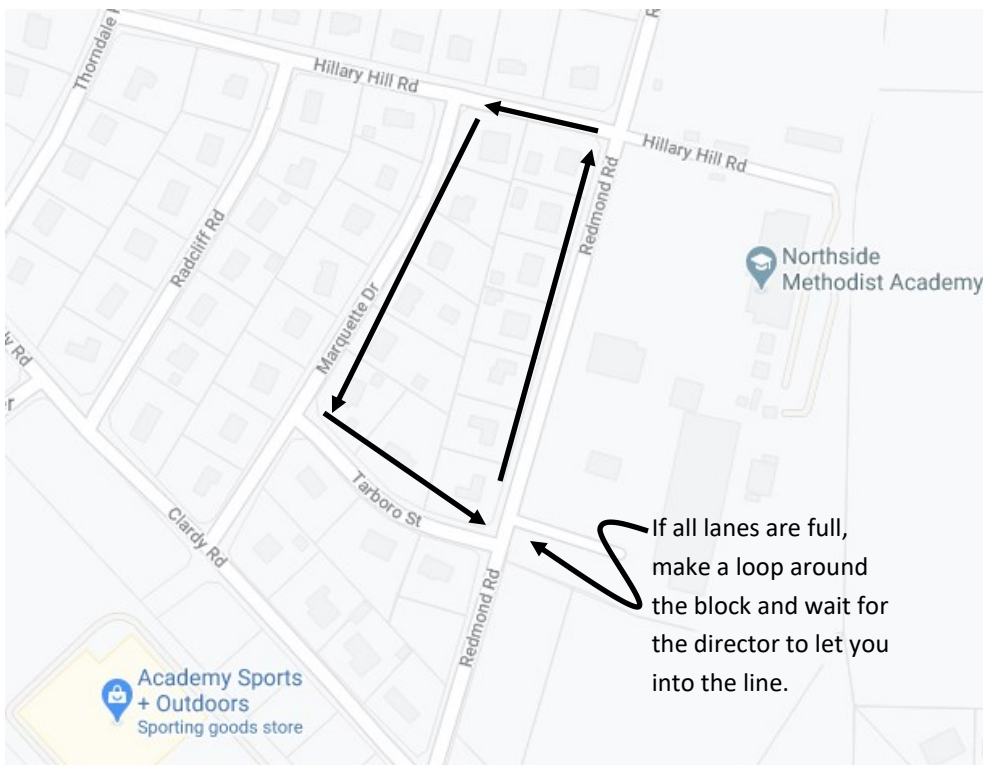 Thorndale
R
Hillary Hill Rd
Hillary Hill Rd
Redmond Rd
Radcliff Rd
Northside
Methodist Academy
Marquette Dr
Rd
r
Tarboro St
Clardy Rd
If all lanes are full,
make a loop around
the block and wait for
the director to let you
into the line.
Redmond Rd
Academy Sports
+ Outdoors
Sporting goods store